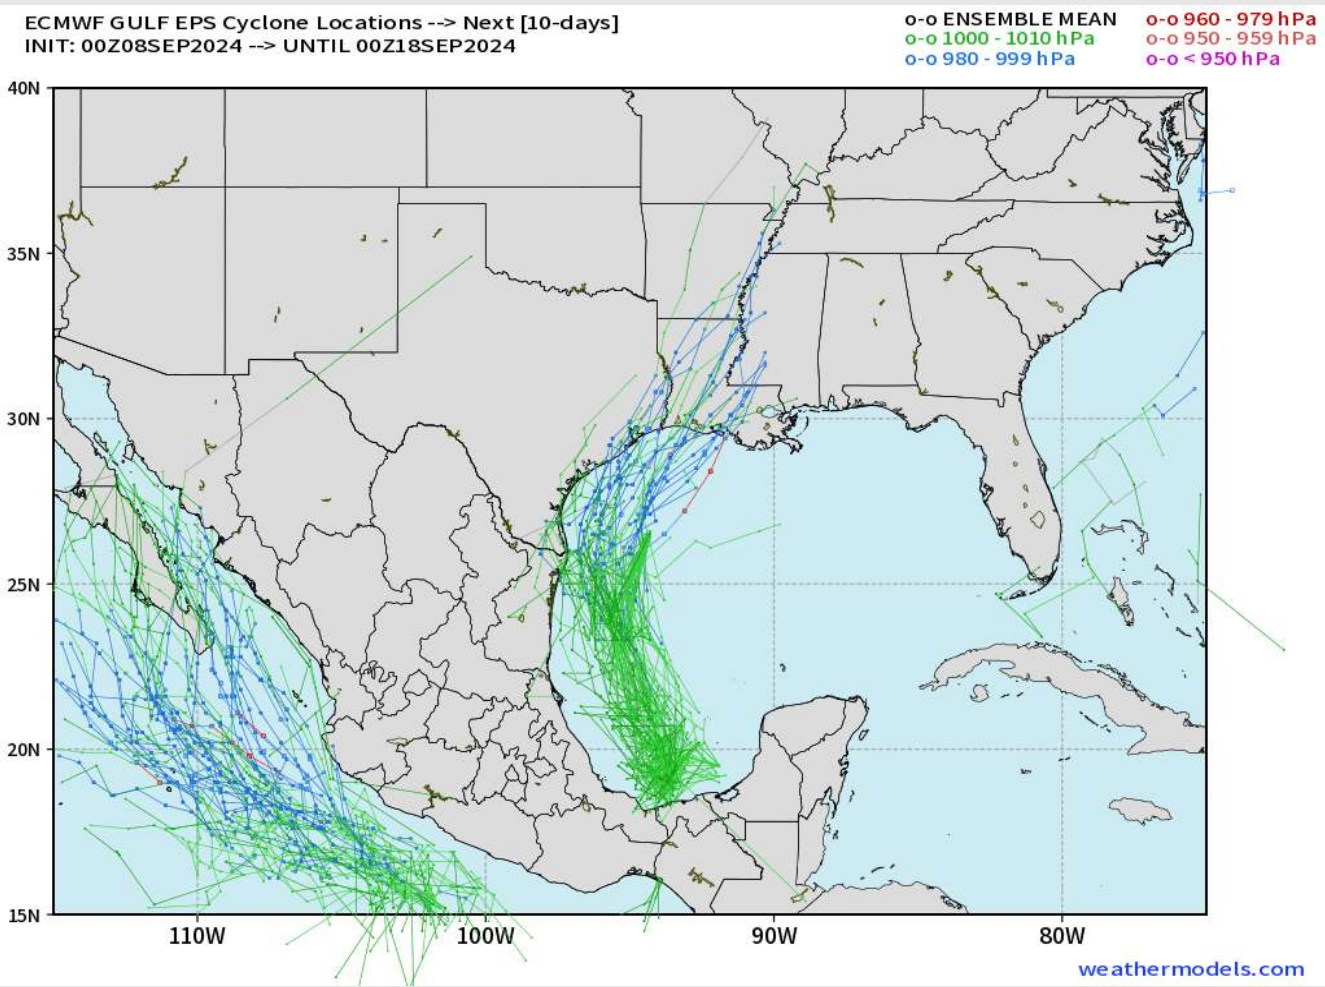 ECMWF GULF EPS Cyclone Locations --> Next [10-days]
INIT: 00Z08SEP2024 --> UNTIL 00Z18SEP2024
o-o ENSEMBLE MEAN
o-o 1000 - 1010 hPa
o-o 980 - 999 hPa
o-o 960 - 979 hPa
o-o 950 - 959 hPa
o-o < 950 hPa
40N
35N
30N
25N
20N
15N
110W
100W
90W
80W
weathermodels.com